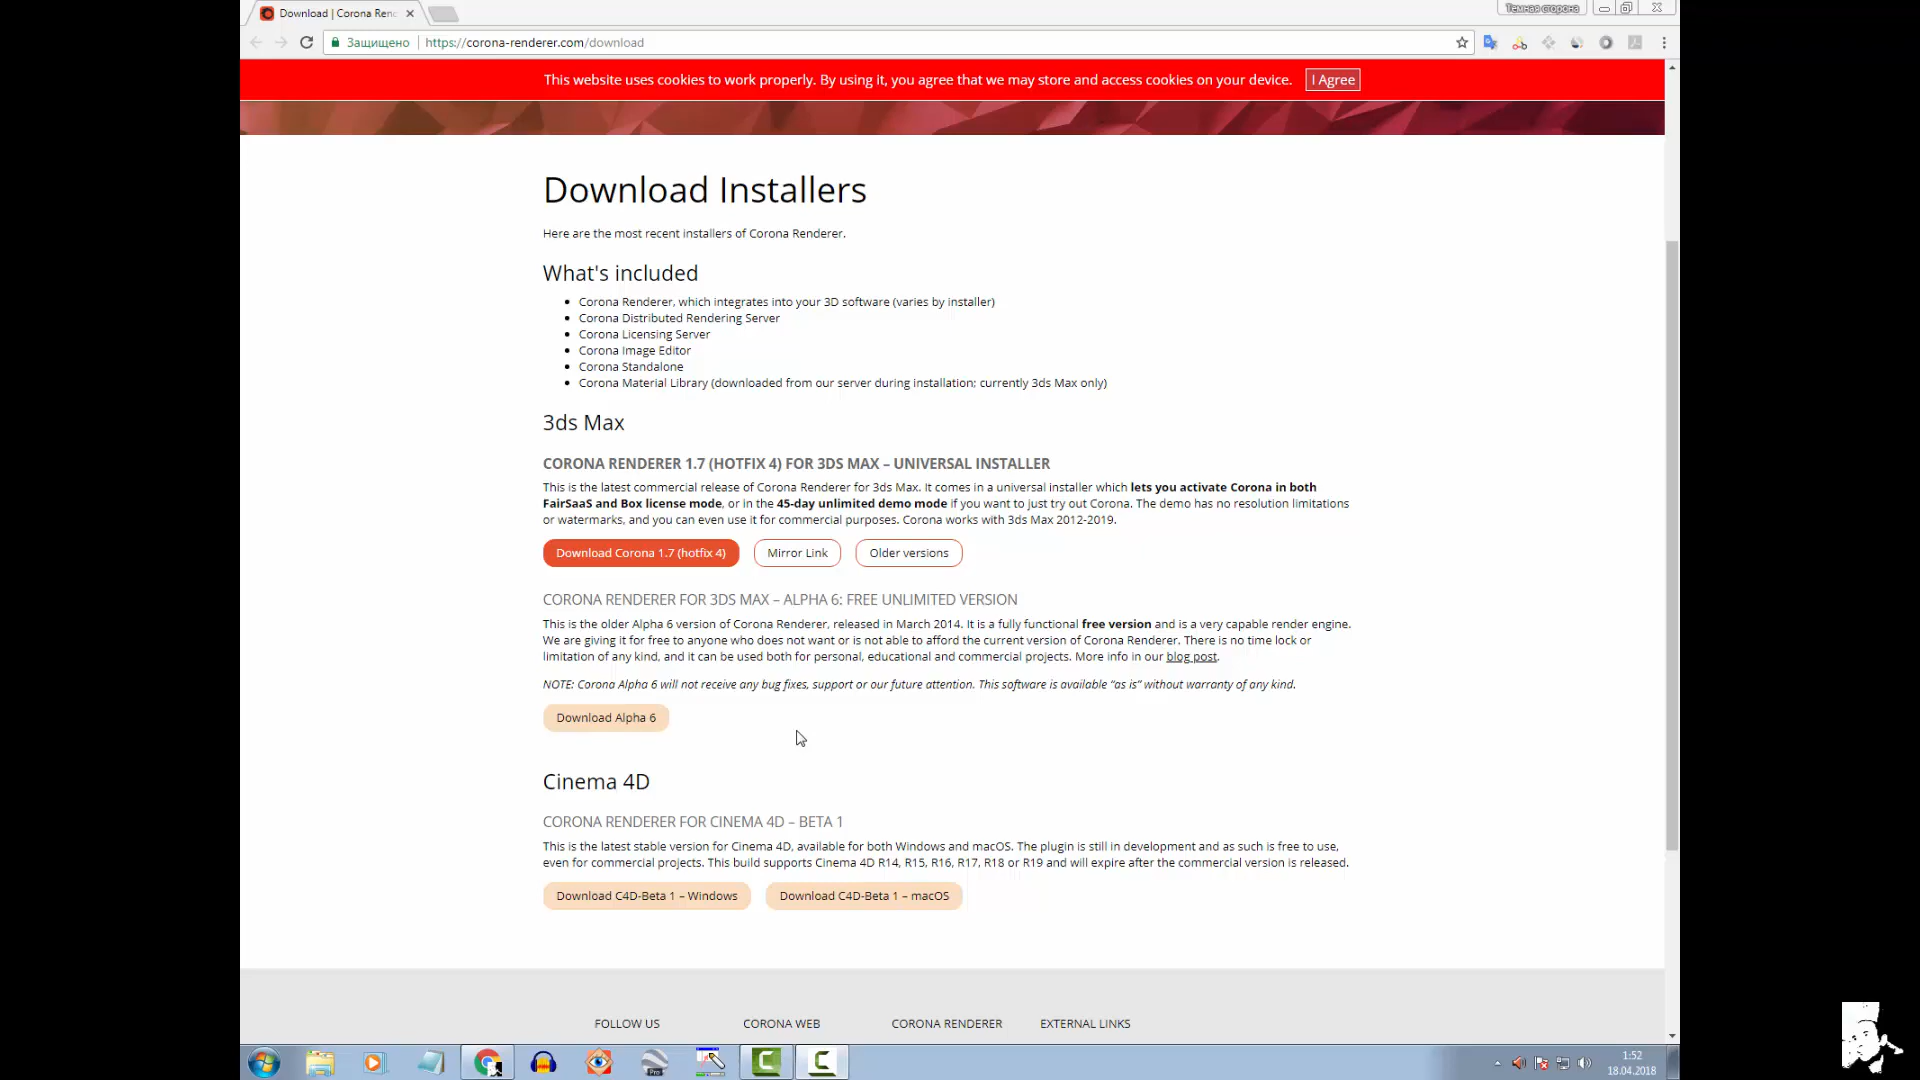 Download | Corona Ren
Темная сторона
Защищено
https://corona-renderer.com/download
This website uses cookies to work properly. By using it, you agree that we may store and access cookies on your device.
I Agree
Download Installers
Here are the most recent installers of Corona Renderer.
What's included
Corona Renderer, which integrates into your 3D software (varies by installer)
Corona Distributed Rendering Server
Corona Licensing Server
Corona Image Editor
Corona Standalone
Corona Material Library (downloaded from our server during installation; currently 3ds Max only)
3ds Max
CORONA RENDERER 1.7 (HOTFIX 4) FOR 3DS MAX – UNIVERSAL INSTALLER
This is the latest commercial release of Corona Renderer for 3ds Max. It comes in a universal installer which lets you activate Corona in both
FairSaaS and Box license mode, or in the 45-day unlimited demo mode if you want to just try out Corona. The demo has no resolution limitations
or watermarks, and you can even use it for commercial purposes. Corona works with 3ds Max 2012-2019.
Download Corona 1.7 (hotfix 4)
Mirror Link
Older versions
CORONA RENDERER FOR 3DS MAX – ALPHA 6: FREE UNLIMITED VERSION
This is the older Alpha 6 version of Corona Renderer, released in March 2014. It is a fully functional free version and is a very capable render engine.
We are giving it for free to anyone who does not want or is not able to afford the current version of Corona Renderer. There is no time lock or
limitation of any kind, and it can be used both for personal, educational and commercial projects. More info in our blog post.
NOTE: Corona Alpha 6 will not receive any bug fixes, support or our future attention. This software is available “as is” without warranty of any kind.
Download Alpha 6
Cinema 4D
CORONA RENDERER FOR CINEMA 4D – BETA 1
This is the latest stable version for Cinema 4D, available for both Windows and macOS. The plugin is still in development and as such is free to use,
even for commercial projects. This build supports Cinema 4D R14, R15, R16, R17, R18 or R19 and will expire after the commercial version is released.
Download C4D-Beta 1 – Windows
Download C4D-Beta 1 – macOS
FOLLOW US
CORONA WEB
CORONA RENDERER
EXTERNAL LINKS
Pro
1:52
18.04.2018